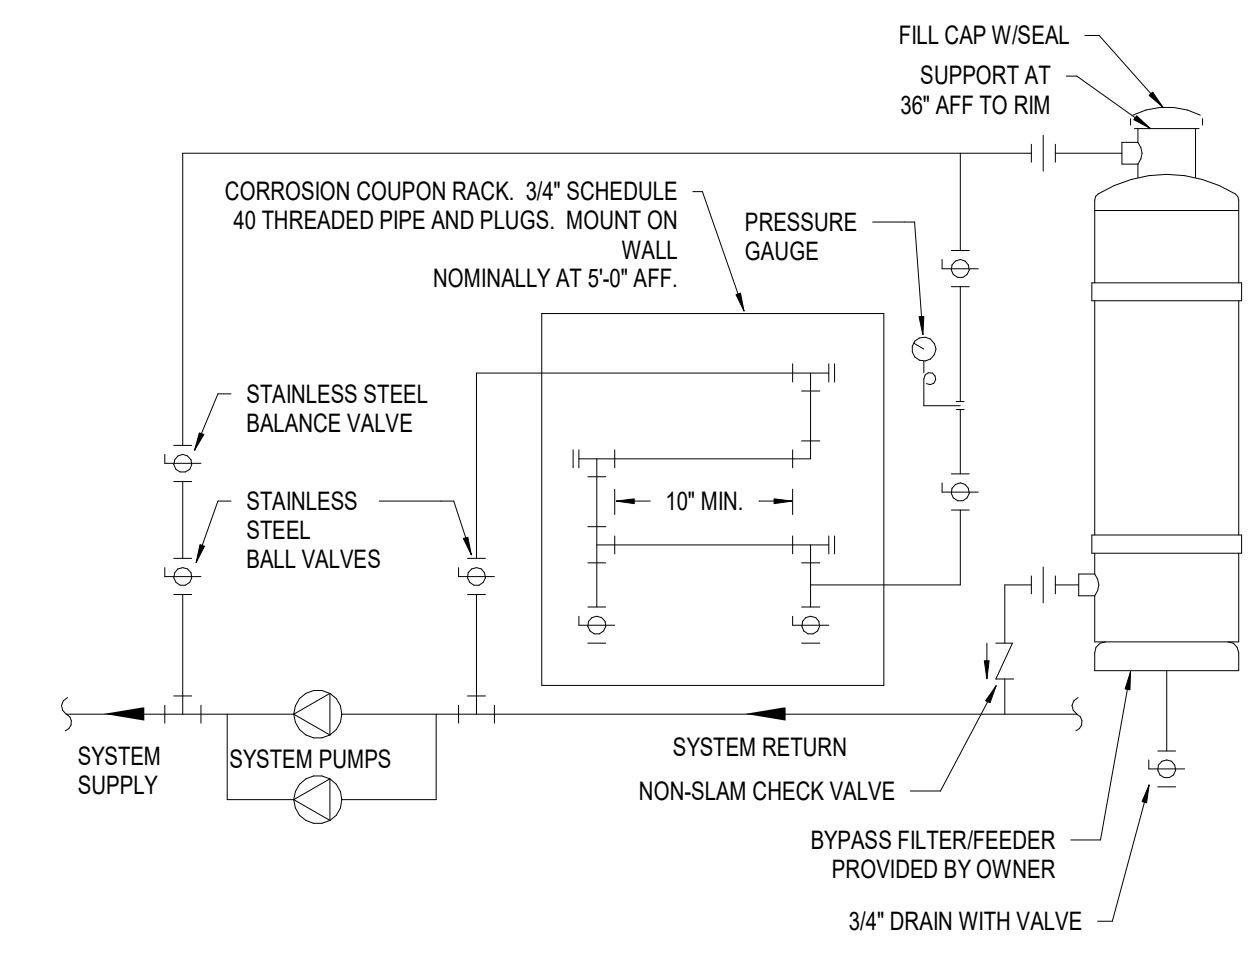 FILL CAP W/SEAL
SUPPORT AT
36" AFF TO RIM
CORROSION COUPON RACK.  3/4" SCHEDULE
40 THREADED PIPE AND PLUGS.  MOUNT ON
WALL
NOMINALLY AT 5'-0" AFF.
PRESSURE
GAUGE
STAINLESS STEEL
BALANCE VALVE
STAINLESS
STEEL
BALL VALVES
10" MIN.
SYSTEM
SUPPLY
SYSTEM PUMPS
SYSTEM RETURN
NON-SLAM CHECK VALVE
BYPASS FILTER/FEEDER
PROVIDED BY OWNER
3/4" DRAIN WITH VALVE